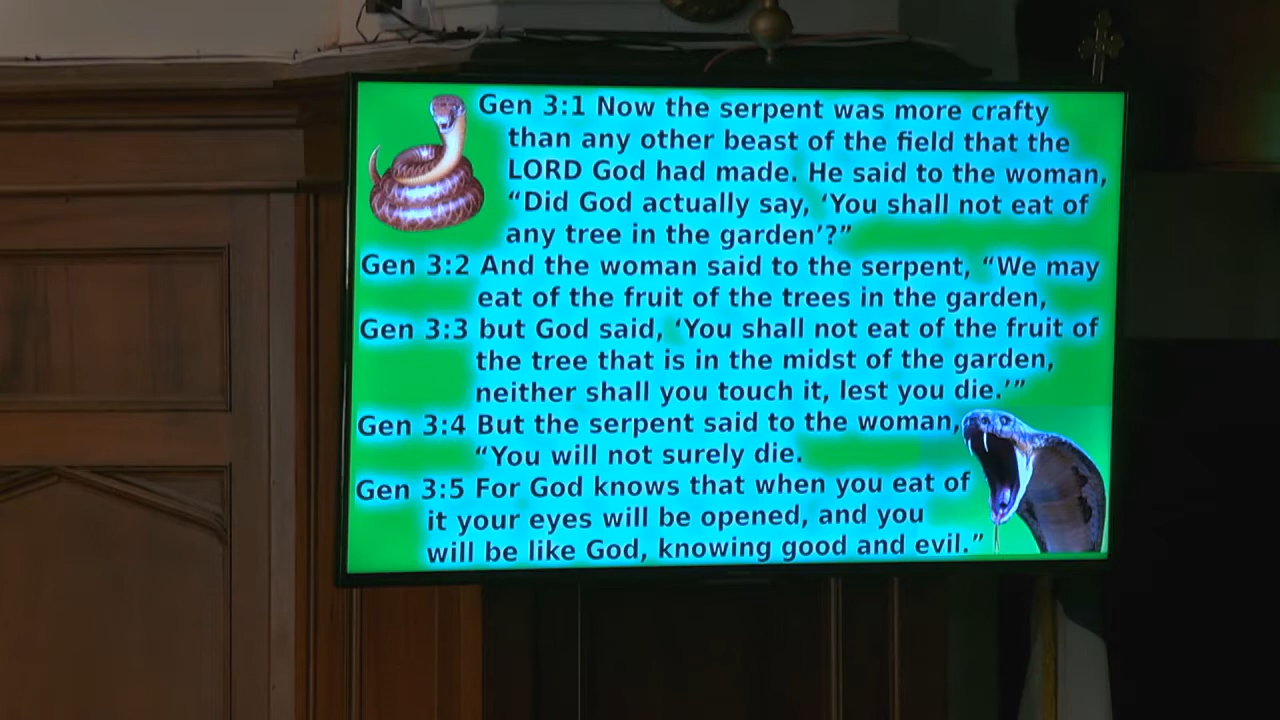 Gen 3:1 Now the serpent was more crafty
than any other beast of the field that the
LORD God had made. He said to the woman,
“Did God actually say, ‘You shall not eat of
any tree in the garden’?”
Gen 3:2 And the woman said to the serpent, “We may
eat of the fruit of the trees in the garden,
Gen 3:3 but God said, ‘You shall not eat of the fruit of
the tree that is in the midst of the garden,
neither shall you touch it, lest you die.’”
Gen 3:4 But the serpent said to the woman,
“You will not surely die.
Gen 3:5 For God knows that when you eat of
it your eyes will be opened, and you
will be like God, knowing good and evil.”